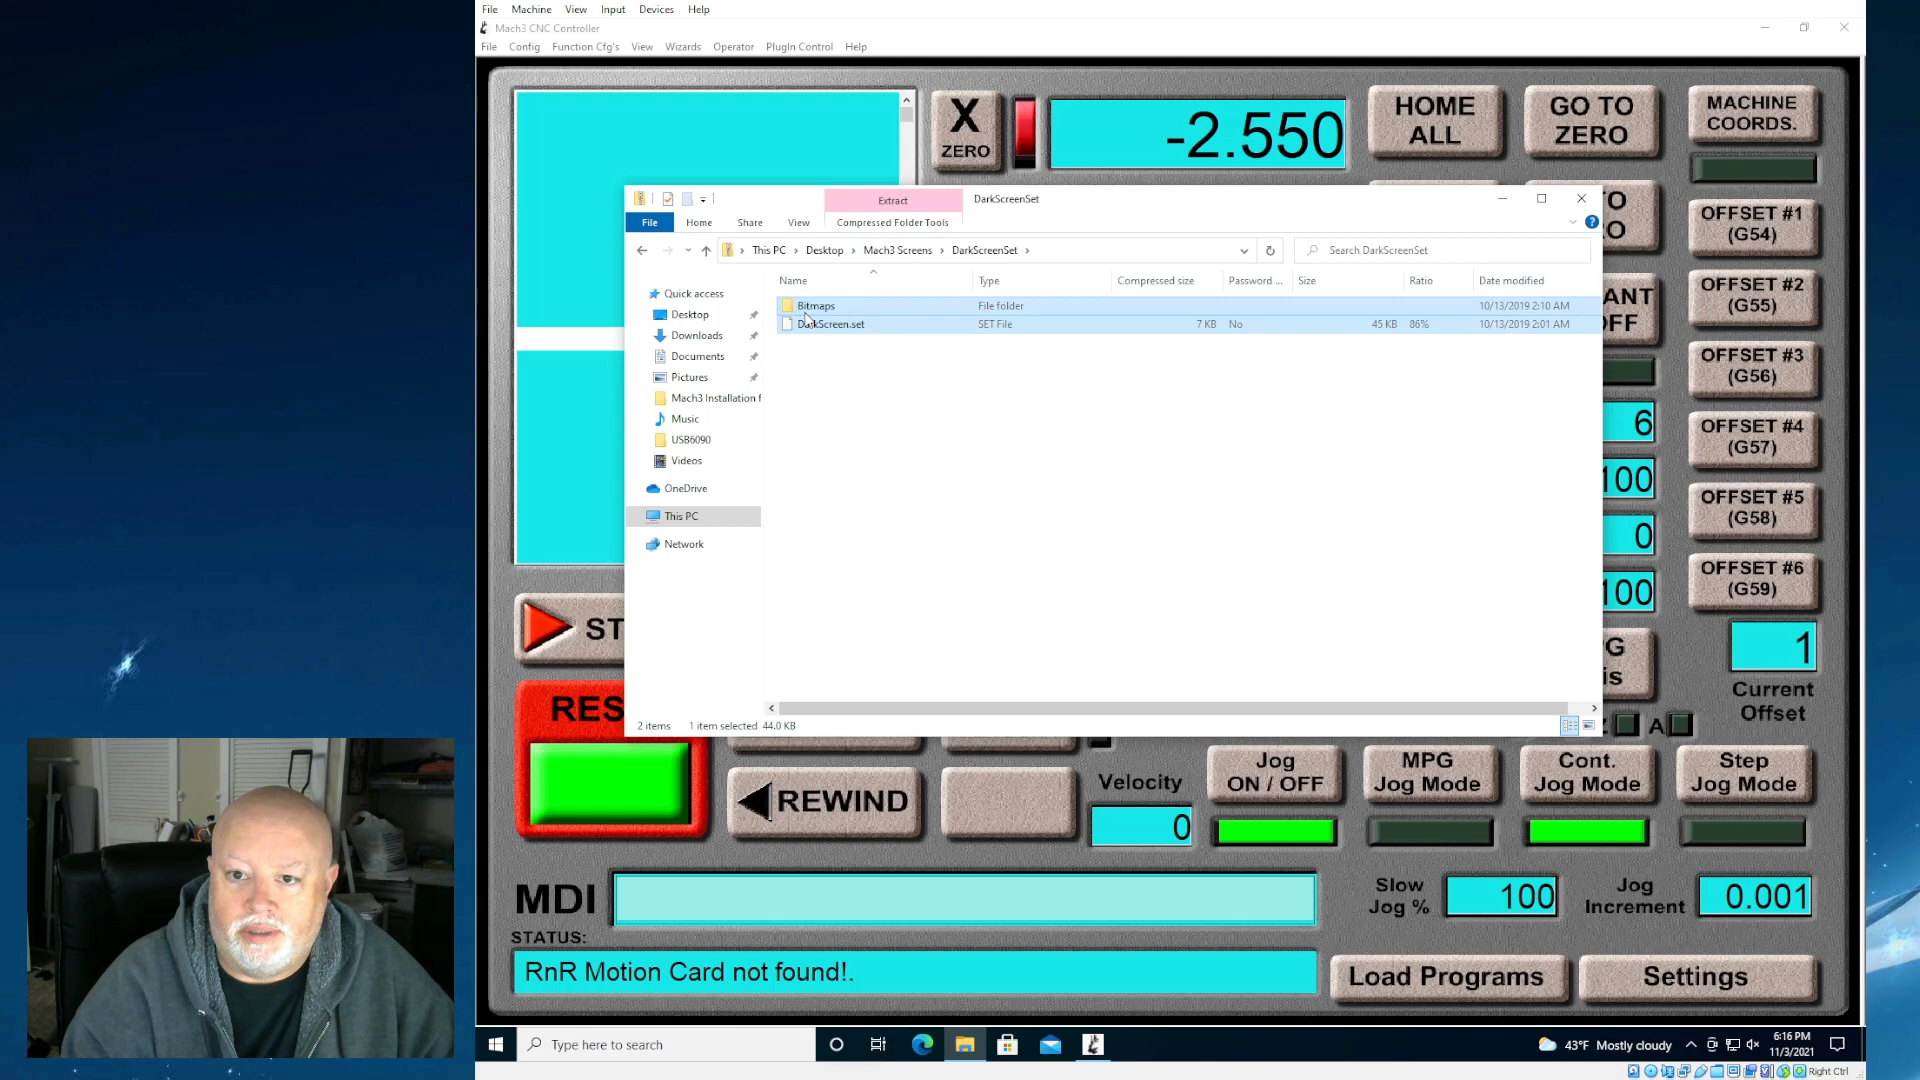 File Machine View Input Devices Help
Mach3 CNC Controller
File Config Function Cfg's View Wizards Operator PlugIn Control Help
X
ZERO
-2.550
HOME
ALL
GO TO
ZERO
MACHINE
COORDS.
Extract
DarkScreenSet
File Home Share View Compressed Folder Tools
This PC › Desktop › Mach3 Screens › DarkScreenSet ›
Search DarkScreenSet
Name Type Compressed size Password ... Size Ratio Date modified
Bitmaps File folder 10/13/2019 2:10 AM
DarkScreen.set SET File 7 KB No 45 KB 86% 10/13/2019 2:01 AM
Quick access
Desktop
Downloads
Documents
Pictures
Mach3 Installation f
Music
USB6090
Videos
OneDrive
This PC
Network
2 items 1 item selected 44.0 KB
O
O
ANT
FF
6
100
0
100
G
is
A
OFFSET #1
(G54)
OFFSET #2
(G55)
OFFSET #3
(G56)
OFFSET #4
(G57)
OFFSET #5
(G58)
OFFSET #6
(G59)
1
Current
Offset
ST
RES
REWIND
Velocity
0
Jog
ON / OFF
MPG
Jog Mode
Cont.
Jog Mode
Step
Jog Mode
MDI
Slow
Jog %
100
Jog
Increment
0.001
STATUS:
RnR Motion Card not found!.
Load Programs
Settings
Type here to search
43°F Mostly cloudy
6:16 PM
11/3/2021
Right Ctrl